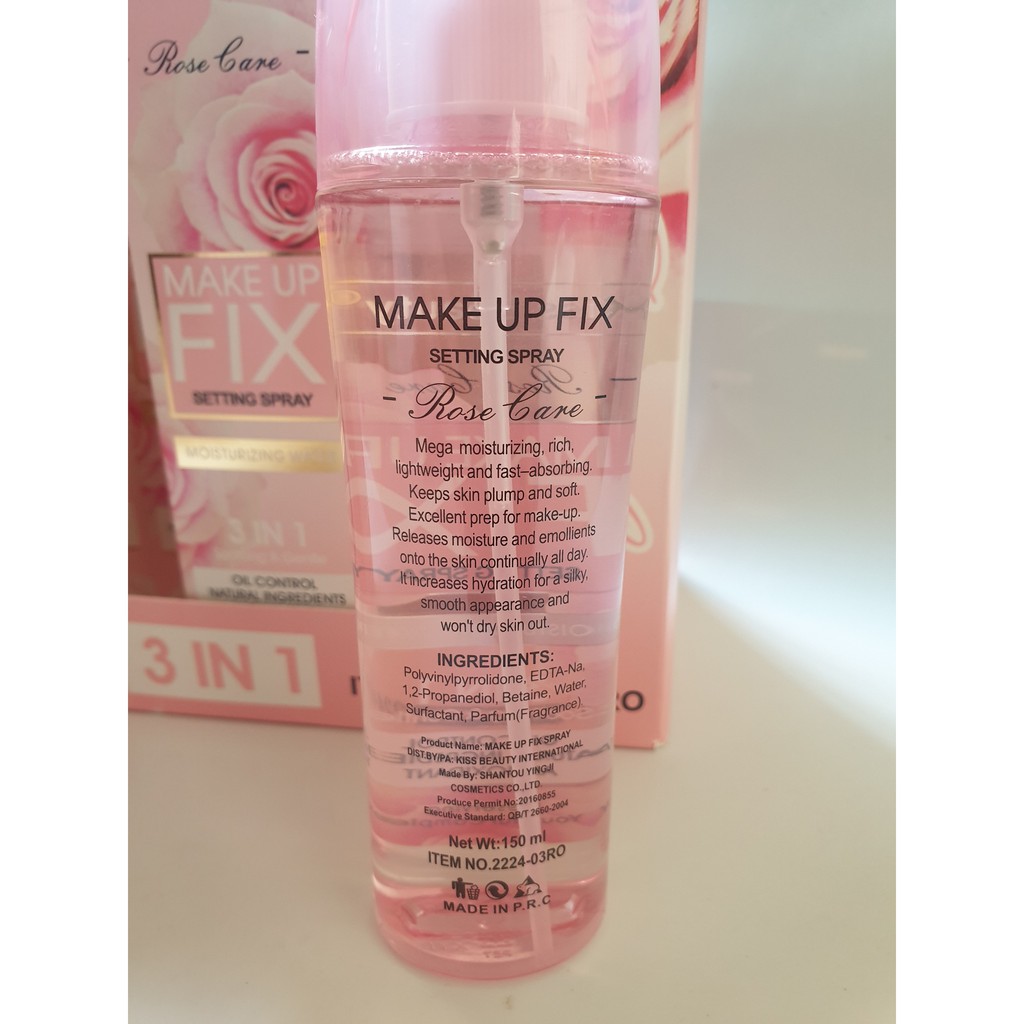 - Rose Care -
MAKE UP
FIX
SETTING SPRAY
3 IN 1
OIL CONTROL
NATURAL INGREDIENTS
3 IN 1
RO
MAKE UP FIX
SETTING SPRAY
- Rose Care -
Mega moisturizing, rich,
lightweight and fast-absorbing.
Keeps skin plump and soft.
Excellent prep for make-up.
Releases moisture and emollients
onto the skin continually all day.
It increases hydration for a silky,
smooth appearance and
won't dry skin out.
INGREDIENTS:
Polyvinylpyrrolidone, EDTA-Na,
1,2-Propanediol, Betaine, Water,
Surfactant, Parfum(Fragrance)
Product Name: MAKE UP FIX SPRAY
DIST.BY/PA: KISS BEAUTY INTERNATIONAL
Made By: SHANTOU YINGJI
COSMETICS CO.,LTD.
Produce Permit No:20160855
Executive Standard: QB/T 2660-2004
Net Wt:150 ml
ITEM NO.2224-03RO
MADE IN P.R.C